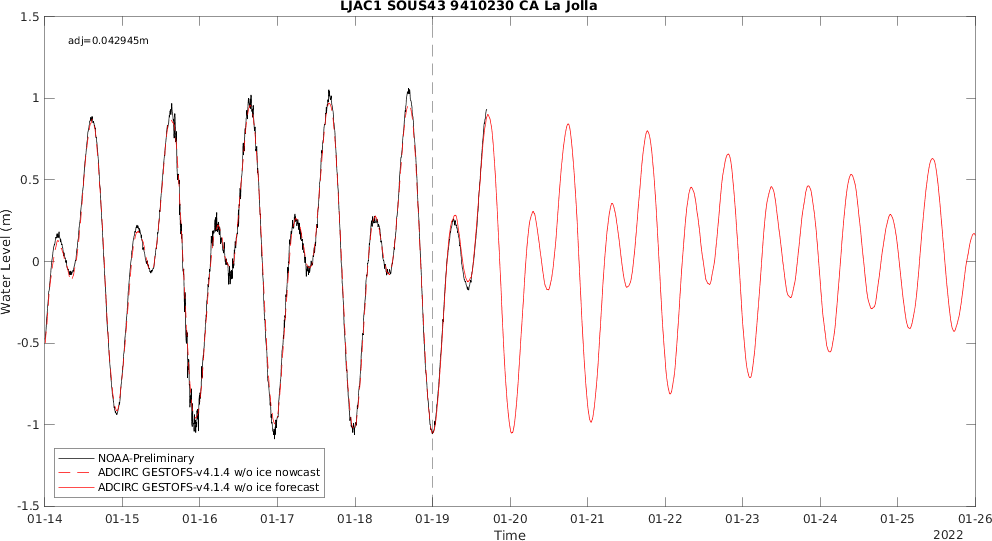 LJAC1 SOUS43 9410230 CA La Jolla
adj=0.042945m
1.5
1
0.5
0
-0.5
-1
-1.5
Water Level (m)
NOAA-Preliminary
ADCIRC GESTOFS-v4.1.4 w/o ice nowcast
ADCIRC GESTOFS-v4.1.4 w/o ice forecast
01-14 01-15 01-16 01-17 01-18 01-19 01-20 01-21 01-22 01-23 01-24 01-25 01-26
Time
2022